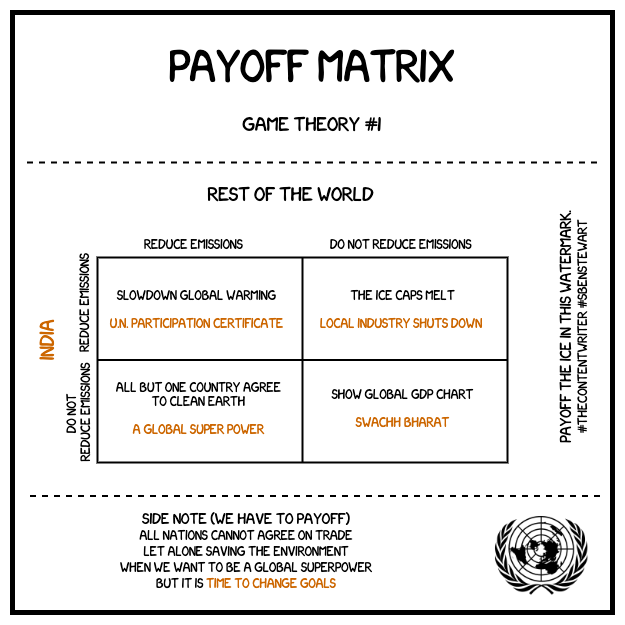 PAYOFF MATRIX
GAME THEORY #1
REST OF THE WORLD
REDUCE EMISSIONS
DO NOT REDUCE EMISSIONS
INDIA
REDUCE EMISSIONS
SLOWDOWN GLOBAL WARMING
U.N. PARTICIPATION CERTIFICATE
THE ICE CAPS MELT
LOCAL INDUSTRY SHUTS DOWN
DO NOT
REDUCE EMISSIONS
ALL BUT ONE COUNTRY AGREE
TO CLEAN EARTH
A GLOBAL SUPER POWER
SHOW GLOBAL GDP CHART
SWACHH BHARAT
PAYOFF THE ICE IN THIS WATERMARK.
#THECONTENTWRITER #SBENSTEWART
SIDE NOTE (WE HAVE TO PAYOFF)
ALL NATIONS CANNOT AGREE ON TRADE
LET ALONE SAVING THE ENVIRONMENT
WHEN WE WANT TO BE A GLOBAL SUPERPOWER
BUT IT IS TIME TO CHANGE GOALS